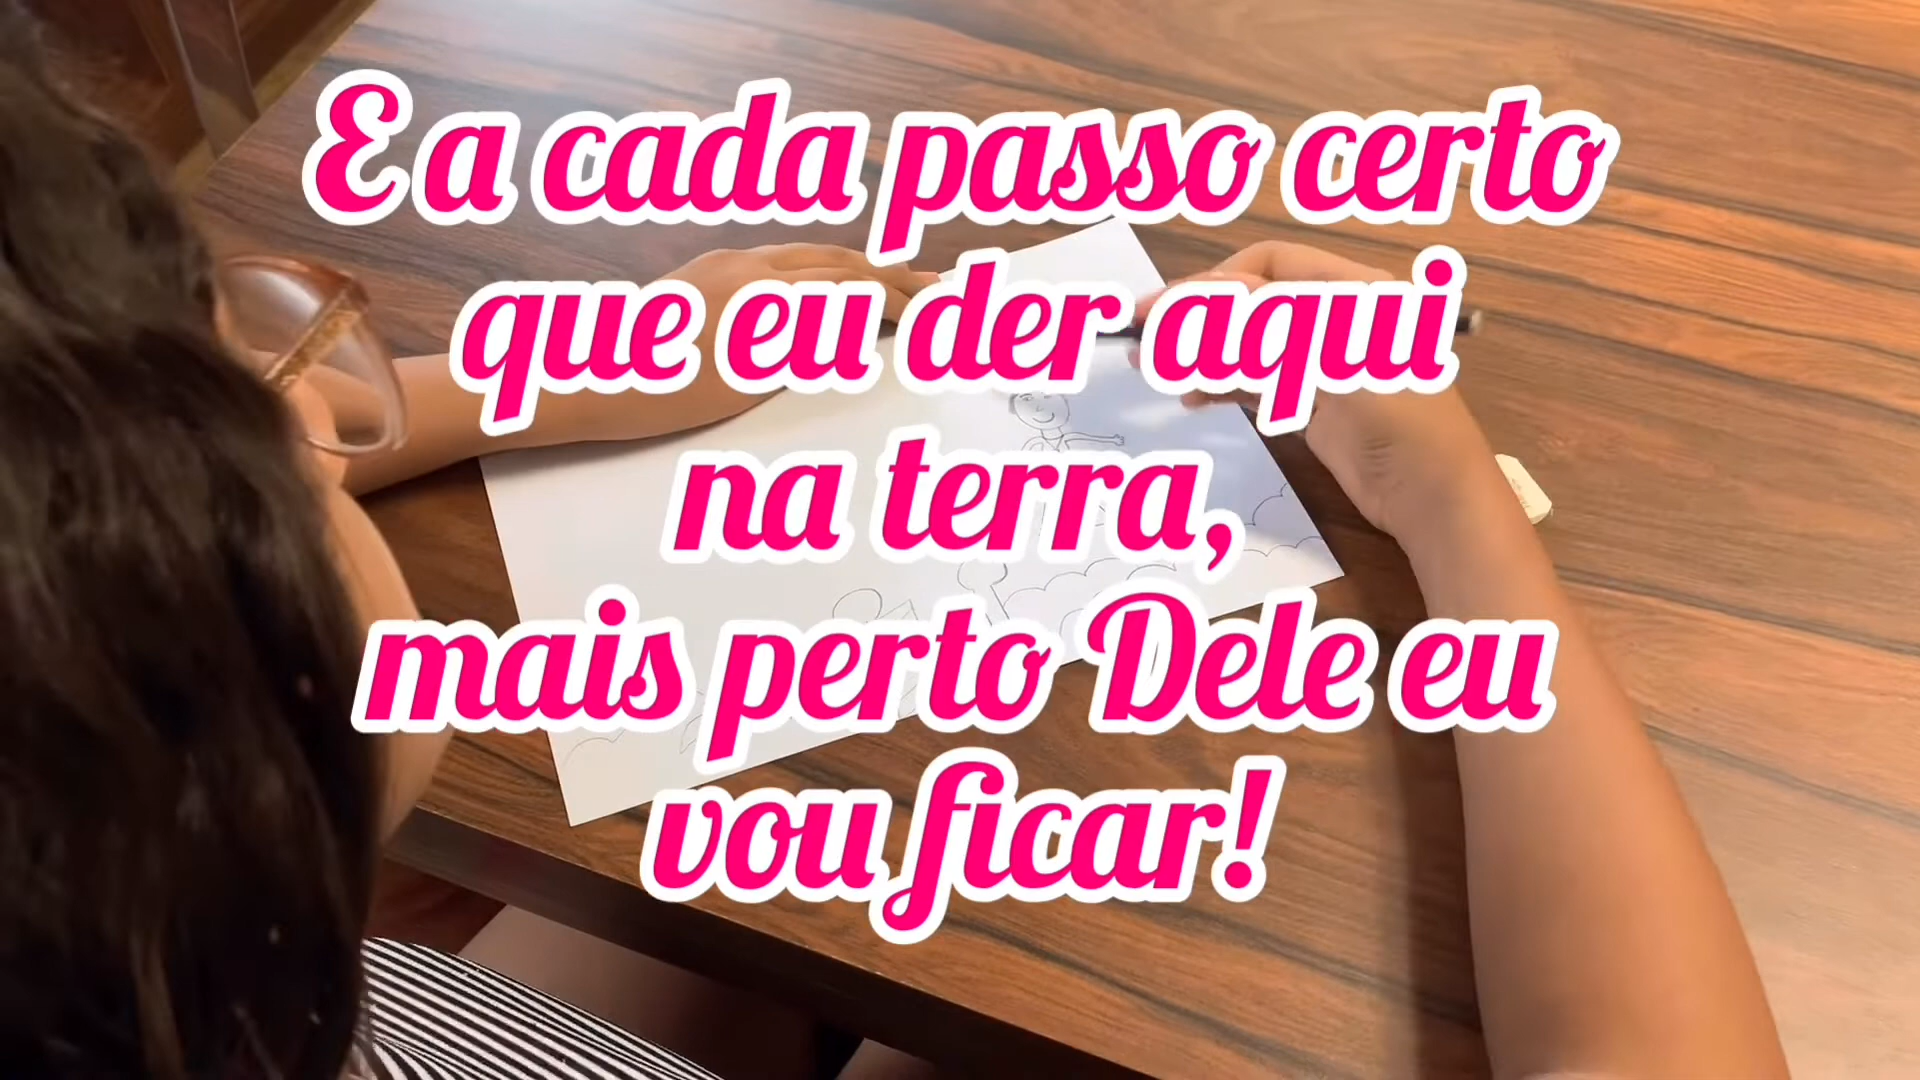 E a cada passo certo
que eu der aqui
na terra,
mais perto Dele eu
vou ficar!